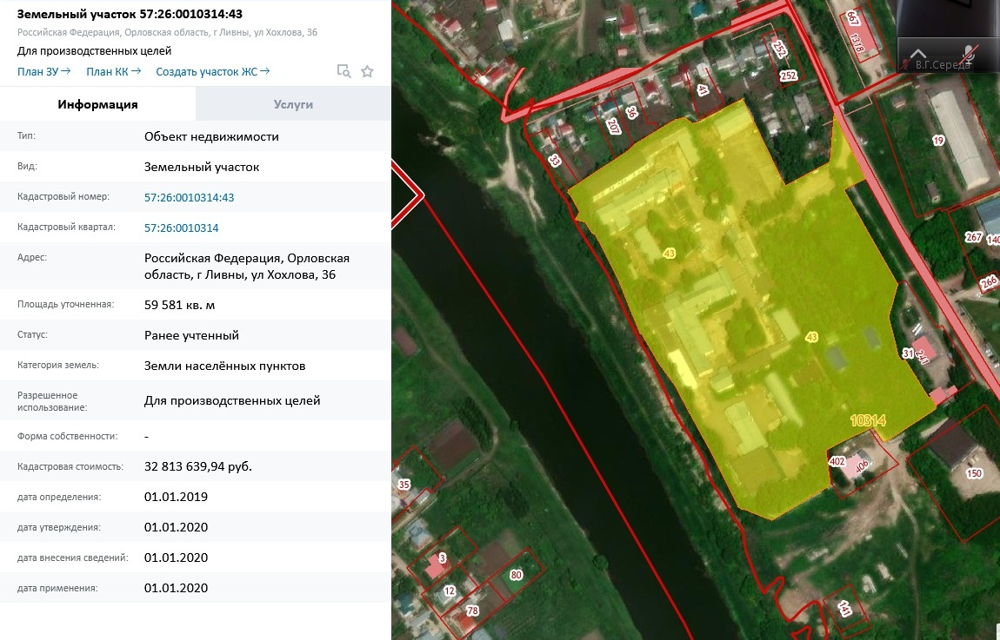 Земельный участок 57:26:0010314:43
Российская Федерация, Орловская область, г Ливны, ул Хохлова, 36
Для производственных целей
План ЗУ → План КК → Создать участок ЖС →
Информация Услуги
Тип: Объект недвижимости
Вид: Земельный участок
Кадастровый номер: 57:26:0010314:43
Кадастровый квартал: 57:26:0010314
Адрес: Российская Федерация, Орловская
область, г Ливны, ул Хохлова, 36
Площадь уточненная: 59 581 кв. м
Статус: Ранее учтенный
Категория земель: Земли населённых пунктов
Разрешенное
использование: Для производственных целей
Форма собственности: -
Кадастровая стоимость: 32 813 639,94 руб.
дата определения: 01.01.2019
дата утверждения: 01.01.2020
дата внесения сведений: 01.01.2020
дата применения: 01.01.2020
667
1318
В.Г.Середа
252
252
41
36
207
33
19
267
140
266
43
43
31
241
10314
402
406
150
35
3
12
80
78
141